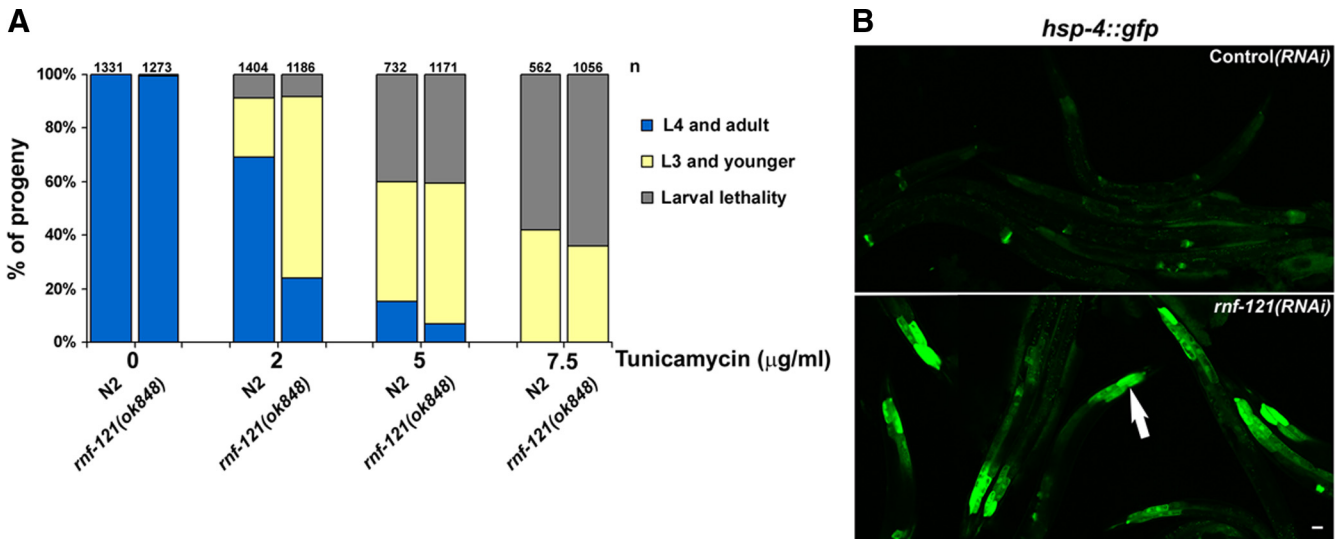 A
B
hsp-4::gfp
Control(RNAi)
rnf-121(RNAi)
% of progeny
100%
80%
60%
40%
20%
0%
1331 1273 1404 1186 732 1171 562 1056 n
L4 and adult
L3 and younger
Larval lethality
0 2 5 7.5 Tunicamycin (µg/ml)
N2 rnf-121(ok848) N2 rnf-121(ok848) N2 rnf-121(ok848) N2 rnf-121(ok848)